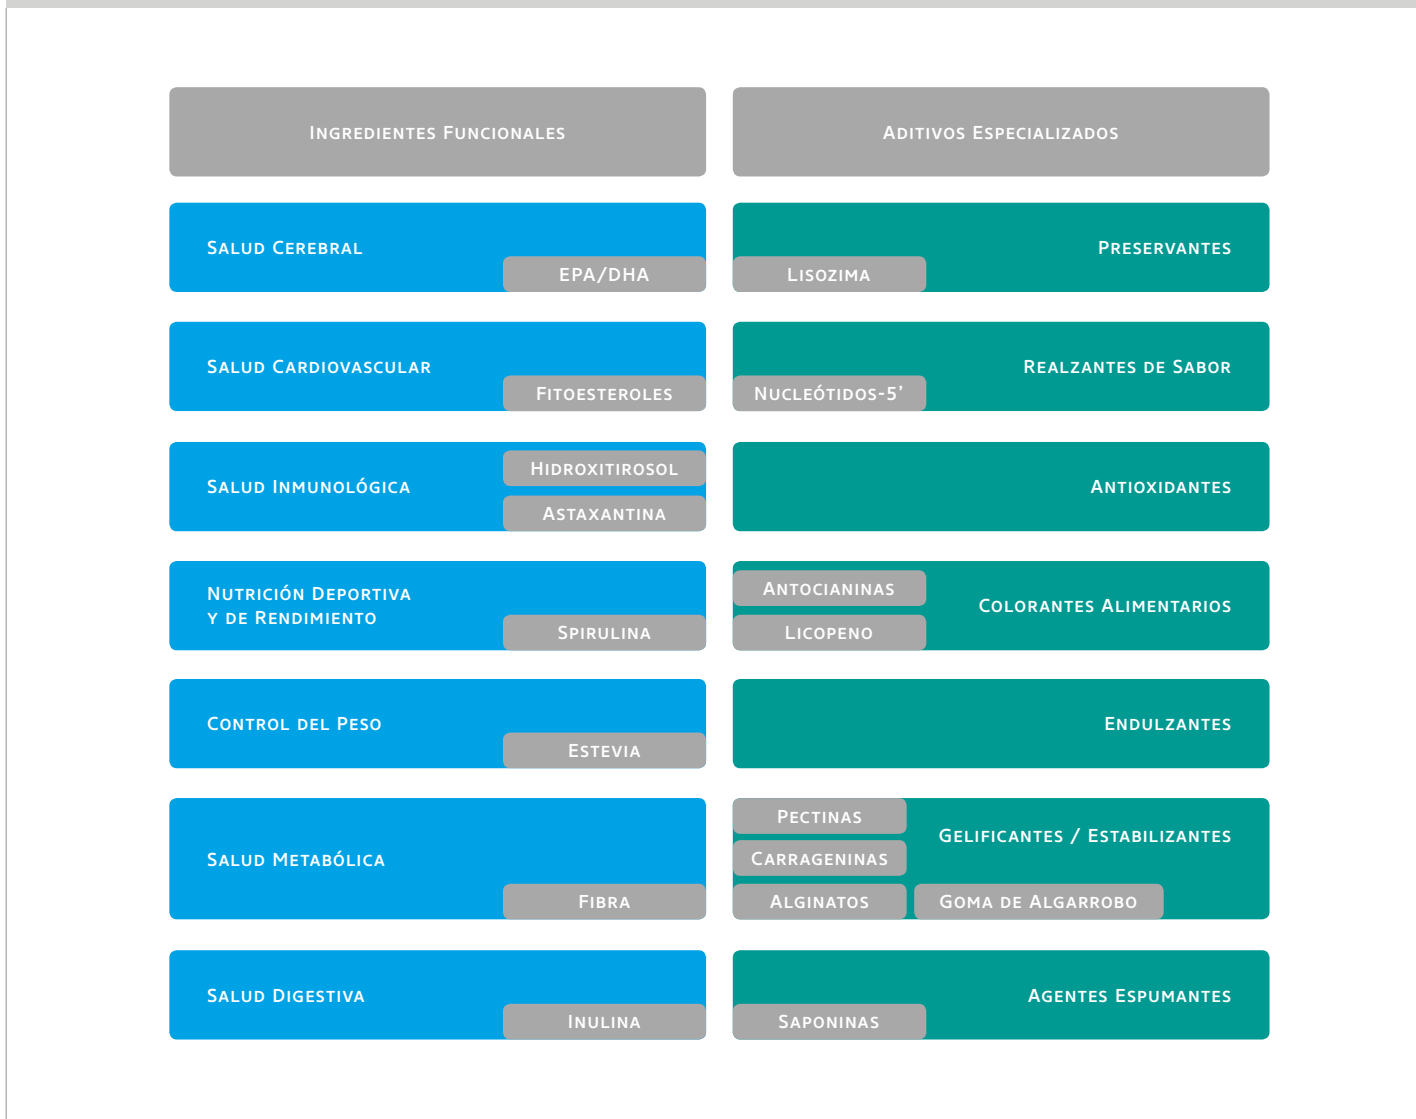 Ingredientes Funcionales
Aditivos Especializados
Salud Cerebral
EPA/DHA
Preservantes
Lisozima
Salud Cardiovascular
Fitoesteroles
Realzantes de Sabor
Nucleótidos-5’
Salud Inmunológica
Hidroxitirosol
Astaxantina
Antioxidantes
Nutrición Deportiva
y de Rendimiento
Spirulina
Antocianinas
Licopeno
Colorantes Alimentarios
Control del Peso
Estevia
Endulzantes
Salud Metabólica
Fibra
Pectinas
Carrageninas
Alginatos
Goma de Algarrobo
Gelificantes / Estabilizantes
Salud Digestiva
Inulina
Agentes Espumantes
Saponinas